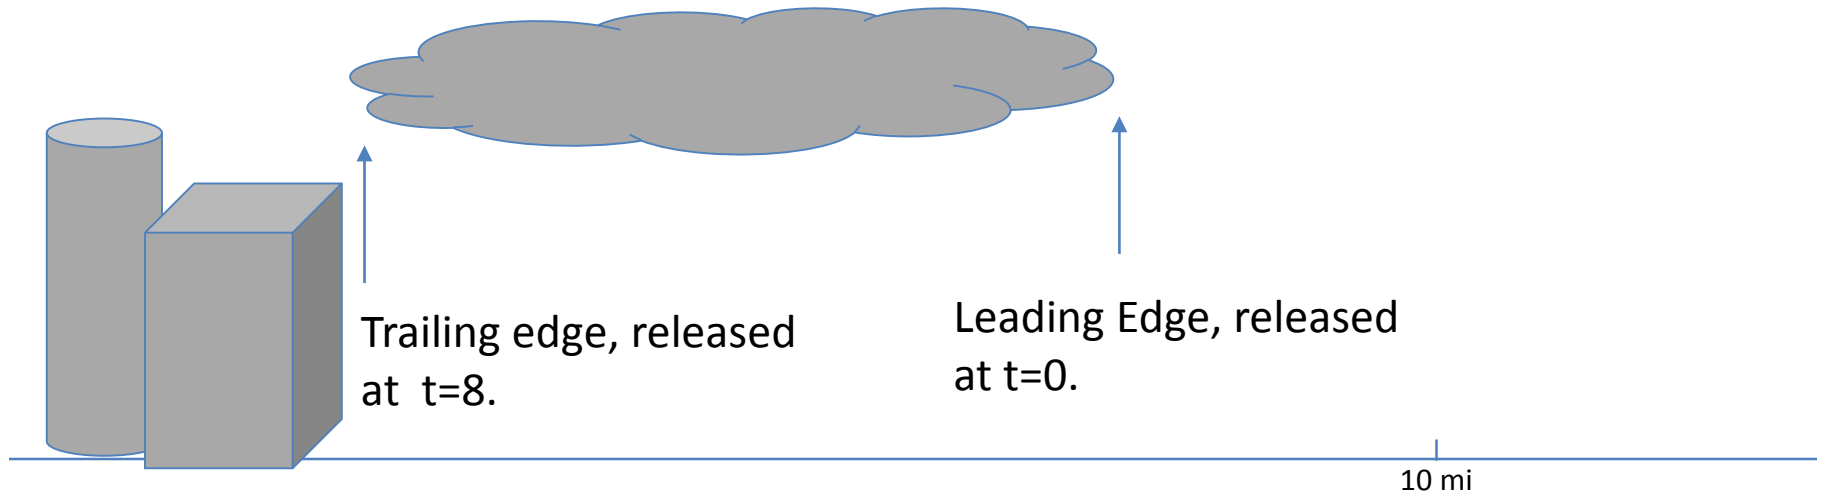 Trailing edge, released
at  t=8.
Leading Edge, released
at t=0.
10 mi